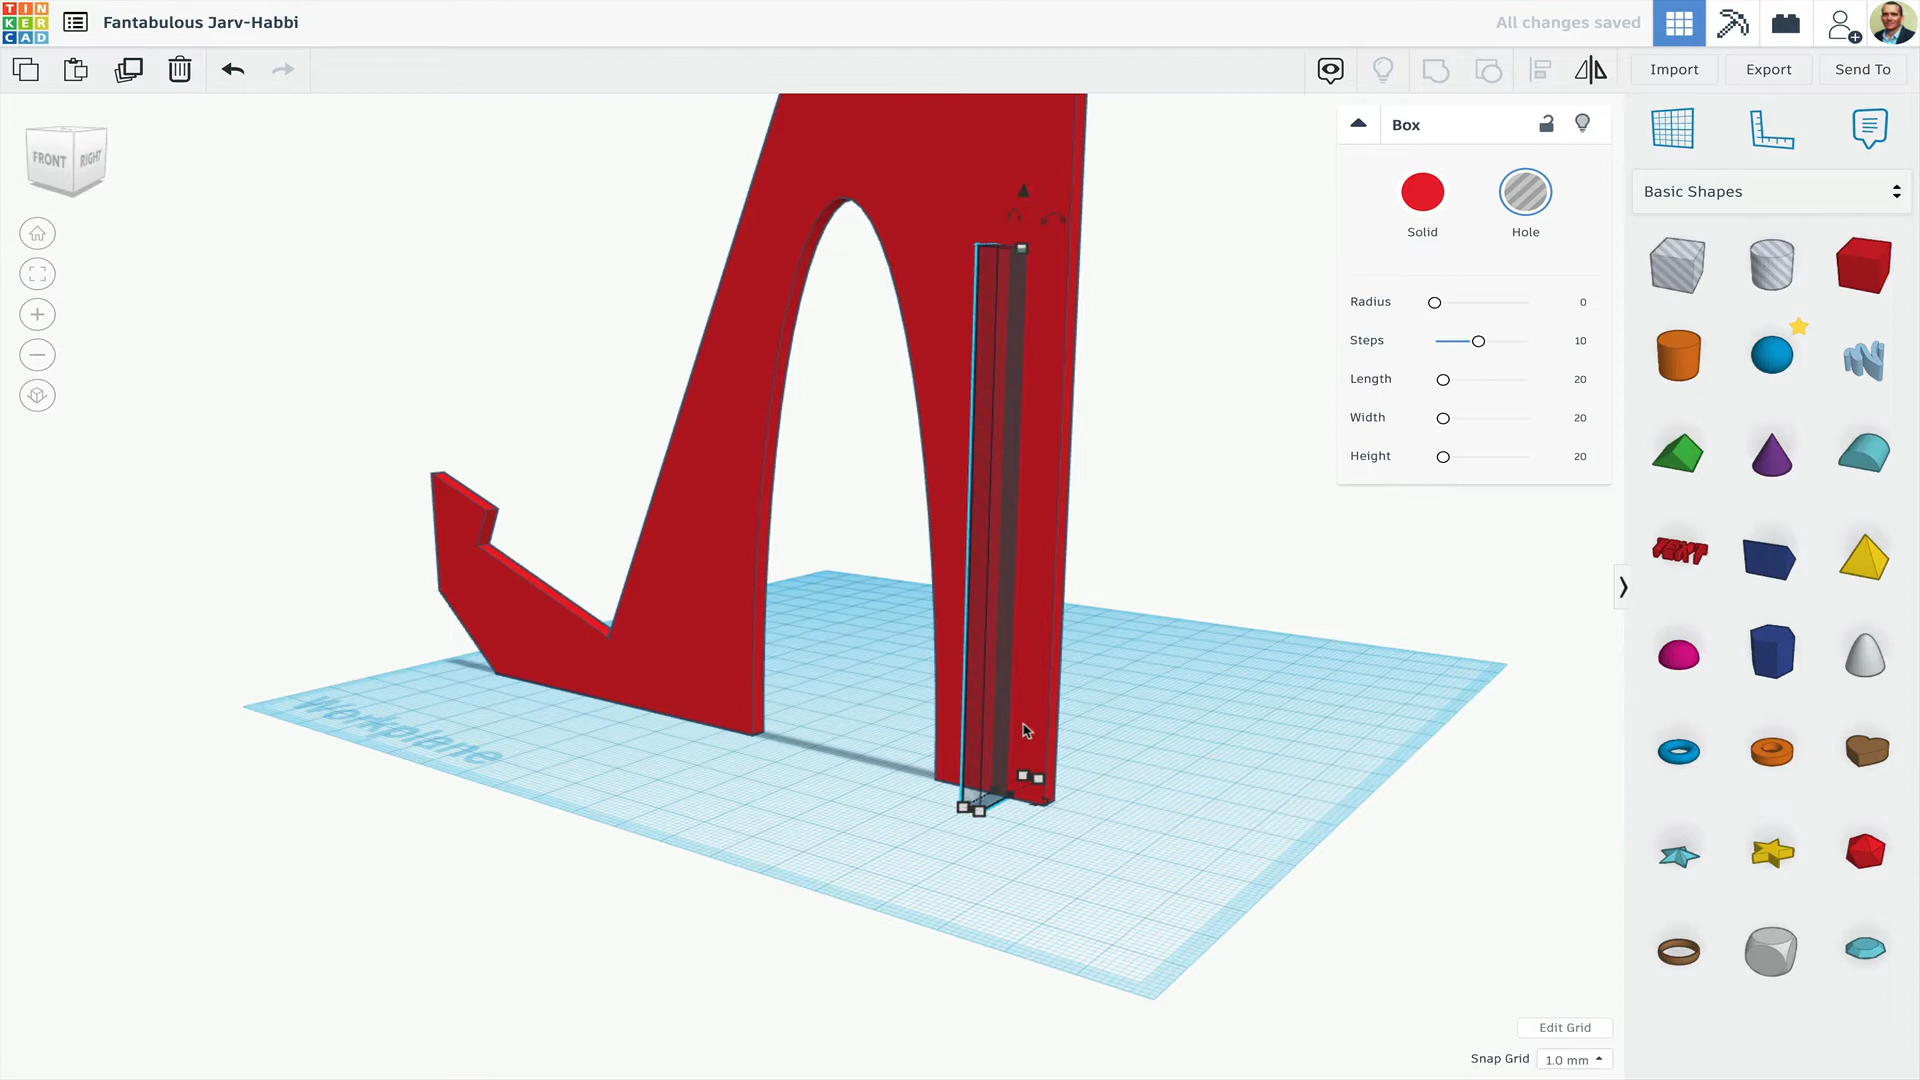 TIN
KER
CAD
Fantabulous Jarv-Habbi
All changes saved
Import
Export
Send To
FRONT
RIGHT
Box
Solid
Hole
Radius
0
Steps
10
Length
20
Width
20
Height
20
Basic Shapes
TEXT
Workplane
Edit Grid
Snap Grid
1.0 mm